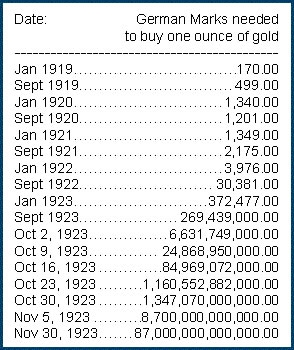 Date: German Marks needed
to buy one ounce of gold
--------------------------------------------
Jan 1919..............................170.00
Sept 1919............................499.00
Jan 1920...........................1,340.00
Sept 1920.........................1,201.00
Jan 1921...........................1,349.00
Sept 1921.........................2,175.00
Jan 1922...........................3,976.00
Sept 1922.......................30,381.00
Jan 1923.......................372,477.00
Sept 1923...............269,439,000.00
Oct 2, 1923...........6,631,749,000.00
Oct 9, 1923.........24,868,950,000.00
Oct 16, 1923.......84,969,072,000.00
Oct 23, 1923....1,160,552,882,000.00
Oct 30, 1923....1,347,070,000,000.00
Nov 5, 1923.....8,700,000,000,000.00
Nov 30, 1923...87,000,000,000,000.00